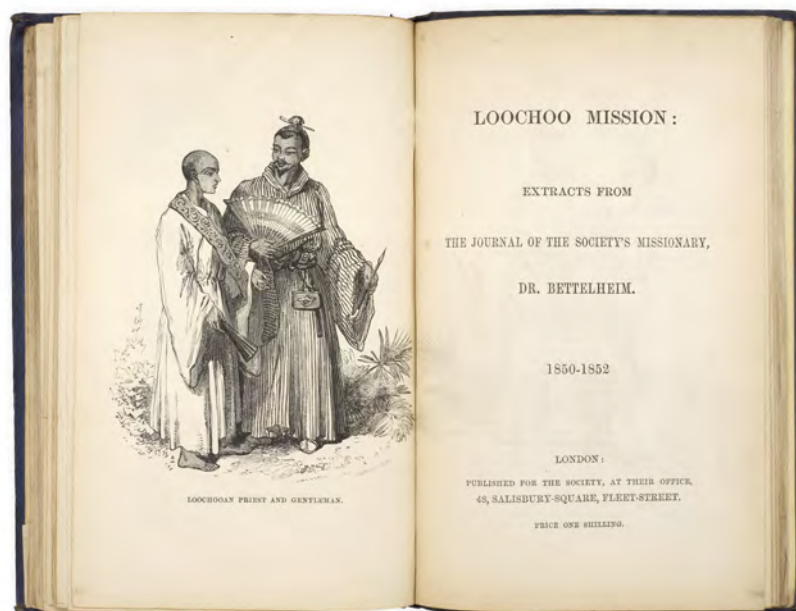 LOOCHOOAN PRIEST AND GENTLEMAN.
LOOCHOO MISSION:
EXTRACTS FROM
THE JOURNAL OF THE SOCIETY'S MISSIONARY,
DR. BETTELHEIM.
1850-1852
LONDON:
PUBLISHED FOR THE SOCIETY, AT THEIR OFFICE,
48, SALISBURY-SQUARE, FLEET-STREET.
PRICE ONE SHILLING.